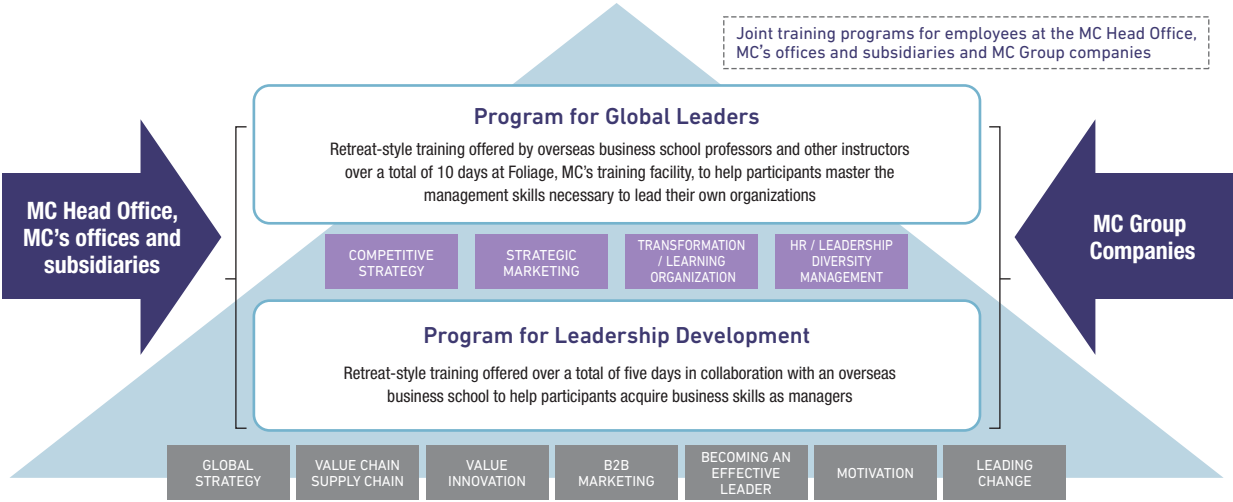 Joint training programs for employees at the MC Head Office,
MC's offices and subsidiaries and MC Group companies
Program for Global Leaders
Retreat-style training offered by overseas business school professors and other instructors
over a total of 10 days at Foliage, MC's training facility, to help participants master the
management skills necessary to lead their own organizations
MC Head Office,
MC's offices and
subsidiaries
MC Group
Companies
COMPETITIVE
STRATEGY
STRATEGIC
MARKETING
TRANSFORMATION
/ LEARNING
ORGANIZATION
HR / LEADERSHIP
DIVERSITY
MANAGEMENT
Program for Leadership Development
Retreat-style training offered over a total of five days in collaboration with an overseas
business school to help participants acquire business skills as managers
GLOBAL
STRATEGY
VALUE CHAIN
SUPPLY CHAIN
VALUE
INNOVATION
B2B
MARKETING
BECOMING AN
EFFECTIVE
LEADER
MOTIVATION
LEADING
CHANGE